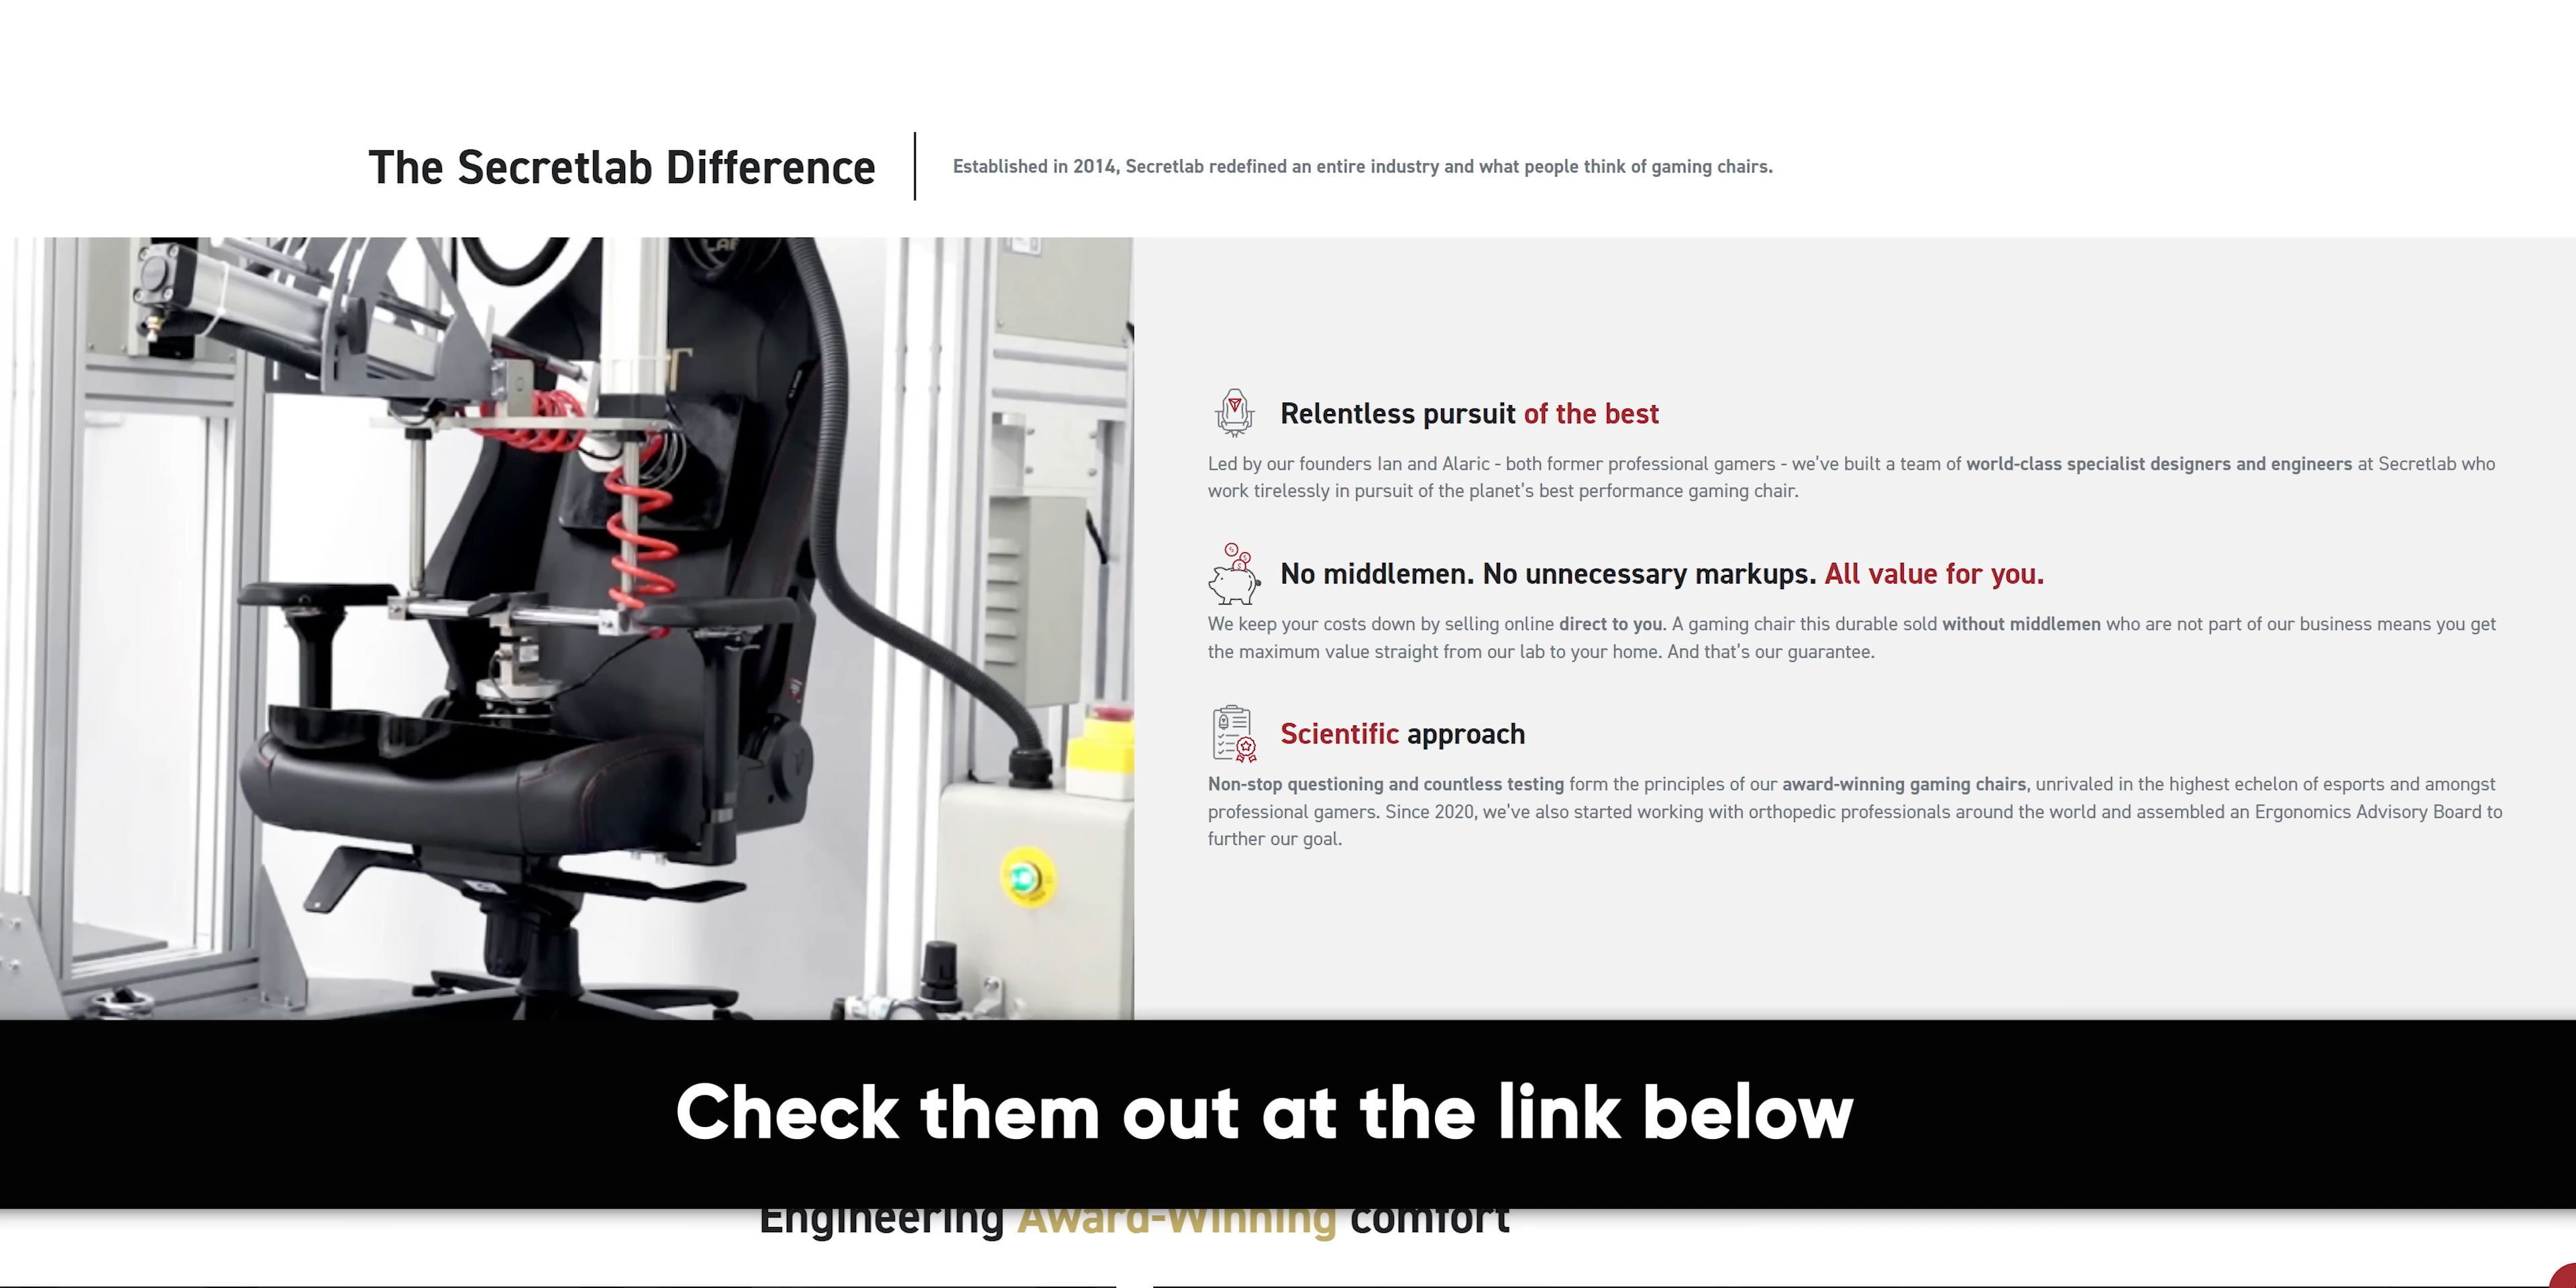 The Secretlab Difference
Established in 2014, Secretlab redefined an entire industry and what people think of gaming chairs.
Relentless pursuit of the best
Led by our founders Ian and Alaric - both former professional gamers - we've built a team of world-class specialist designers and engineers at Secretlab who
work tirelessly in pursuit of the planet's best performance gaming chair.
No middlemen. No unnecessary markups. All value for you.
We keep your costs down by selling online direct to you. A gaming chair this durable sold without middlemen who are not part of our business means you get
the maximum value straight from our lab to your home. And that's our guarantee.
Scientific approach
Non-stop questioning and countless testing form the principles of our award-winning gaming chairs, unrivaled in the highest echelon of esports and amongst
professional gamers. Since 2020, we've also started working with orthopedic professionals around the world and assembled an Ergonomics Advisory Board to
further our goal.
Check them out at the link below
Engineering Award-Winning comfort